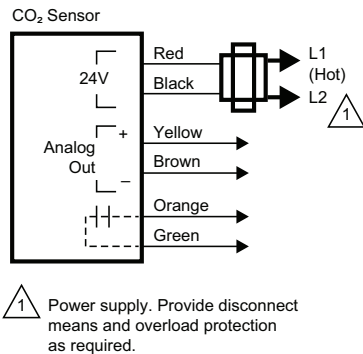 CO₂ Sensor
Red
L1
(Hot)
24V
Black
L2
1
+
Yellow
Analog
Out
Brown
–
Orange
Green
1
Power supply. Provide disconnect
means and overload protection
as required.